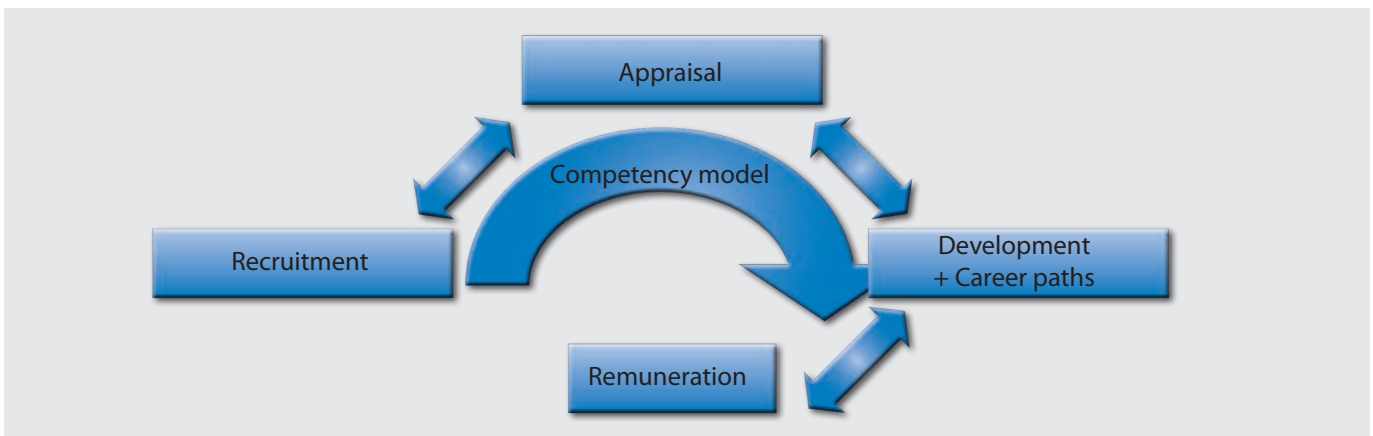 Appraisal
Competency model
Recruitment
Development
+ Career paths
Remuneration